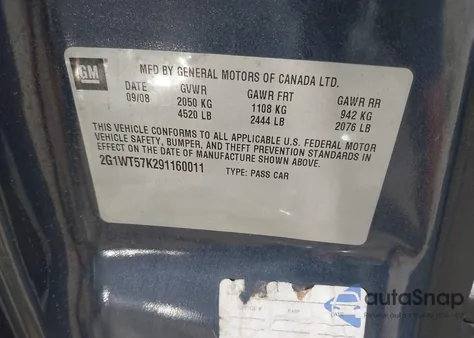 GM
MFD BY GENERAL MOTORS OF CANADA LTD.
DATE GVWR GAWR FRT GAWR RR
09/08 2050 KG 1108 KG 942 KG
4520 LB 2444 LB 2076 LB
THIS VEHICLE CONFORMS TO ALL APPLICABLE U.S. FEDERAL MOTOR
VEHICLE SAFETY, BUMPER, AND THEFT PREVENTION STANDARDS
IN EFFECT ON THE DATE OF MANUFACTURE SHOWN ABOVE.
2G1WT57K291160011 TYPE: PASS CAR
autoSnap